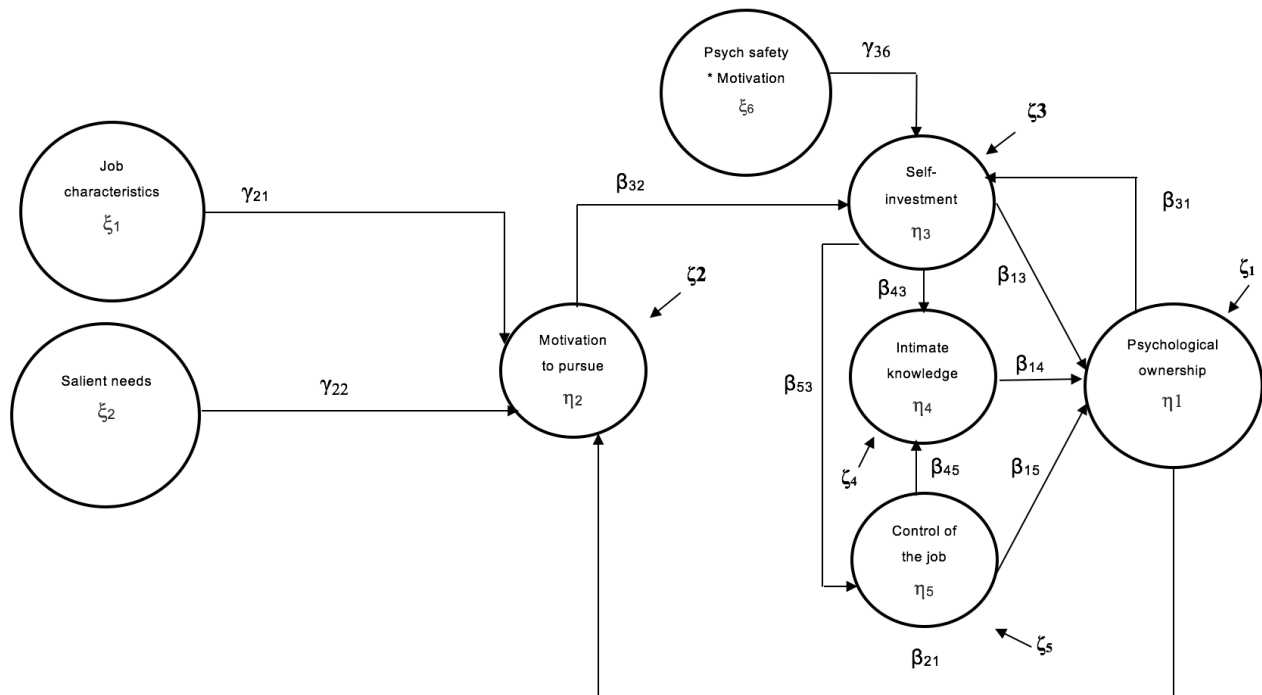 Psych safety
* Motivation
ξ6
γ36
ζ3
Job
characteristics
ξ1
γ21
β32
Self-
investment
η3
β31
ζ2
β43
β13
ζ1
Salient needs
ξ2
γ22
Motivation
to pursue
η2
β53
Intimate
knowledge
η4
β14
Psychological
ownership
η1
ζ4
β45
β15
Control of
the job
η5
ζ5
β21